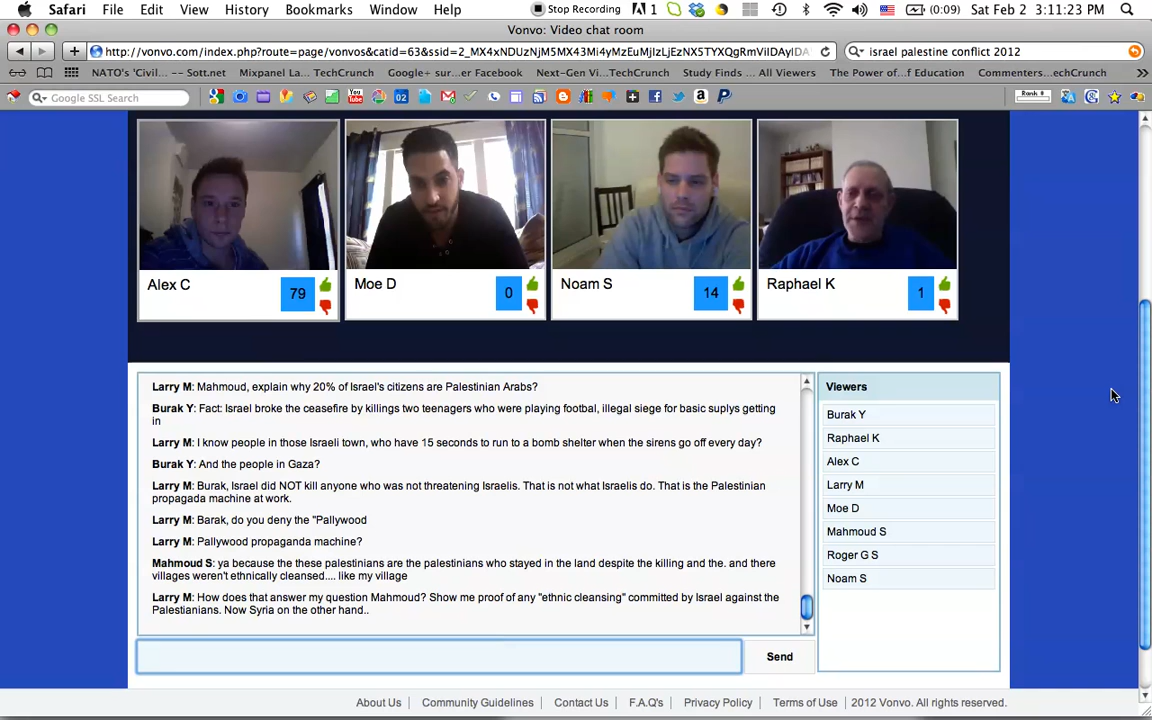 Safari File Edit View History Bookmarks Window Help Stop Recording 1 (0:09) Sat Feb 2 3:11:23 PM
Vonvo: Video chat room
israel palestine conflict 2012
NATO's 'Civil... -- Sott.net Mixpanel La... TechCrunch Google+ sur...er Facebook Next-Gen Vi...TechCrunch Study Finds ... All Viewers The Power of...f Education Commenters...echCrunch
Google SSL Search
Alex C 79
Moe D 0
Noam S 14
Raphael K 1
Larry M: Mahmoud, explain why 20% of Israel's citizens are Palestinian Arabs?
Burak Y: Fact: Israel broke the ceasefire by killings two teenagers who were playing footbal, illegal siege for basic suplys getting
in
Larry M: I know people in those Israeli town, who have 15 seconds to run to a bomb shelter when the sirens go off every day?
Burak Y: And the people in Gaza?
Larry M: Burak, Israel did NOT kill anyone who was not threatening Israelis. That is not what Israelis do. That is the Palestinian
propagada machine at work.
Larry M: Barak, do you deny the "Pallywood
Larry M: Pallywood propaganda machine?
Mahmoud S: ya because the these palestinians are the palestinians who stayed in the land despite the killing and the. and there
villages weren't ethnically cleansed.... like my village
Larry M: How does that answer my question Mahmoud? Show me proof of any "ethnic cleansing" committed by Israel against the
Palestianians. Now Syria on the other hand..
Send
Viewers
Burak Y
Raphael K
Alex C
Larry M
Moe D
Mahmoud S
Roger G S
Noam S
About Us Community Guidelines Contact Us F.A.Q's Privacy Policy Terms of Use 2012 Vonvo. All rights reserved.